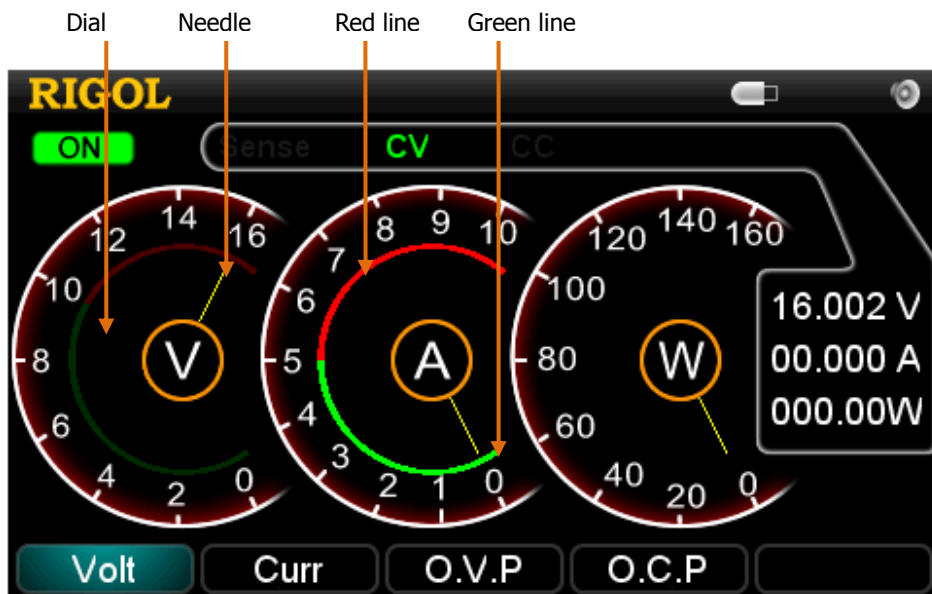 Dial Needle Red line Green line
RIGOL
ON Sense CV CC
0 2 4 6 8 10 12 14 16
V
0 1 2 3 4 5 6 7 8 9 10
A
0 20 40 60 80 100 120 140 160
W
16.002 V
00.000 A
000.00W
Volt Curr O.V.P O.C.P